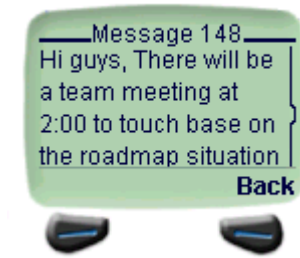 Message 148
Hi guys, There will be
a team meeting at
2:00 to touch base on
the roadmap situation
Back